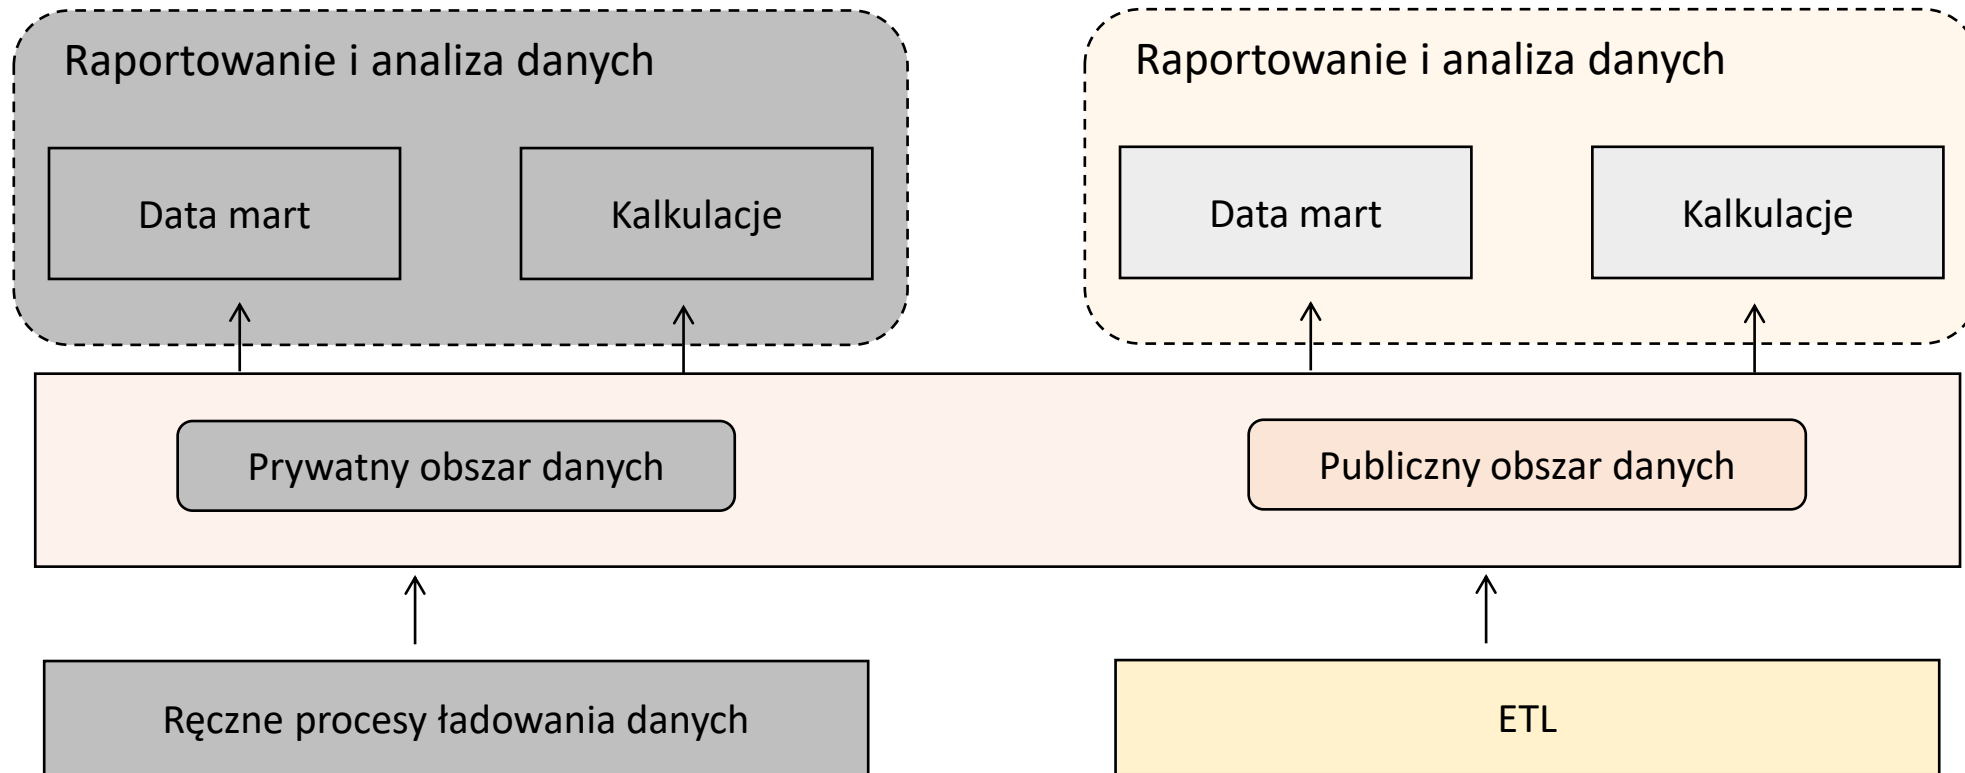 Raportowanie i analiza danych
Raportowanie i analiza danych
Data mart
Kalkulacje
Data mart
Kalkulacje
Prywatny obszar danych
Publiczny obszar danych
Ręczne procesy ładowania danych
ETL